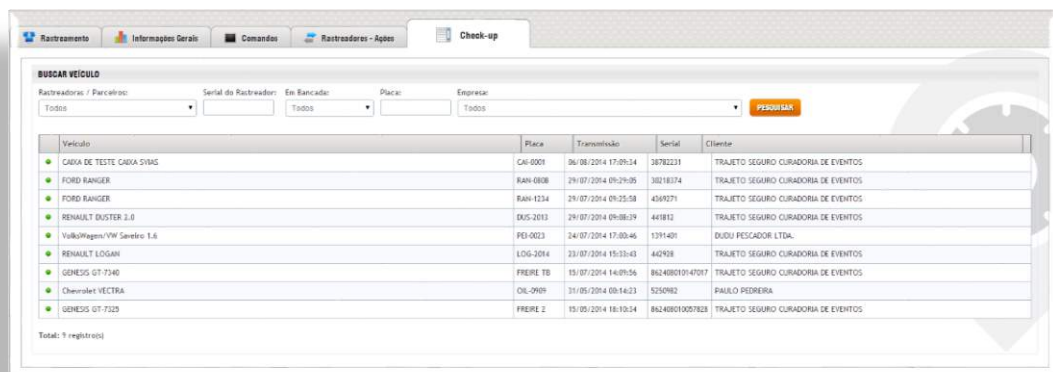 Rastreamento Informações Gerais Comandos Rastreadores - Ações Check-up
BUSCAR VEÍCULO
Rastreadoras / Parceiros: Serial do Rastreador: Em Bancada: Placa: Empresa:
Todos Todos Todos PESQUISAR
Veículo Placa Transmissão Serial Cliente
CAIXA DE TESTE CAIXA SVIAS CAI-0001 06/08/2014 17:09:34 38782231 TRAJETO SEGURO CURADORIA DE EVENTOS
FORD RANGER RAN-0808 29/07/2014 09:29:05 30218374 TRAJETO SEGURO CURADORIA DE EVENTOS
FORD RANGER RAN-1234 29/07/2014 09:25:58 4369271 TRAJETO SEGURO CURADORIA DE EVENTOS
RENAULT DUSTER 2.0 DUS-2013 29/07/2014 09:08:39 441812 TRAJETO SEGURO CURADORIA DE EVENTOS
VolksWagen/VW Saveiro 1.6 PEI-0023 24/07/2014 17:00:46 1391401 DUDU PESCADOR LTDA.
RENAULT LOGAN LOG-2014 23/07/2014 15:33:43 442928 TRAJETO SEGURO CURADORIA DE EVENTOS
GENESIS GT-7340 FREIRE TB 15/07/2014 14:09:56 862408010147017 TRAJETO SEGURO CURADORIA DE EVENTOS
Chevrolet VECTRA OIL-0909 31/05/2014 00:14:23 5250982 PAULO PEDREIRA
GENESIS GT-7325 FREIRE 2 15/05/2014 18:10:34 862408010057828 TRAJETO SEGURO CURADORIA DE EVENTOS
Total: 9 registro(s)